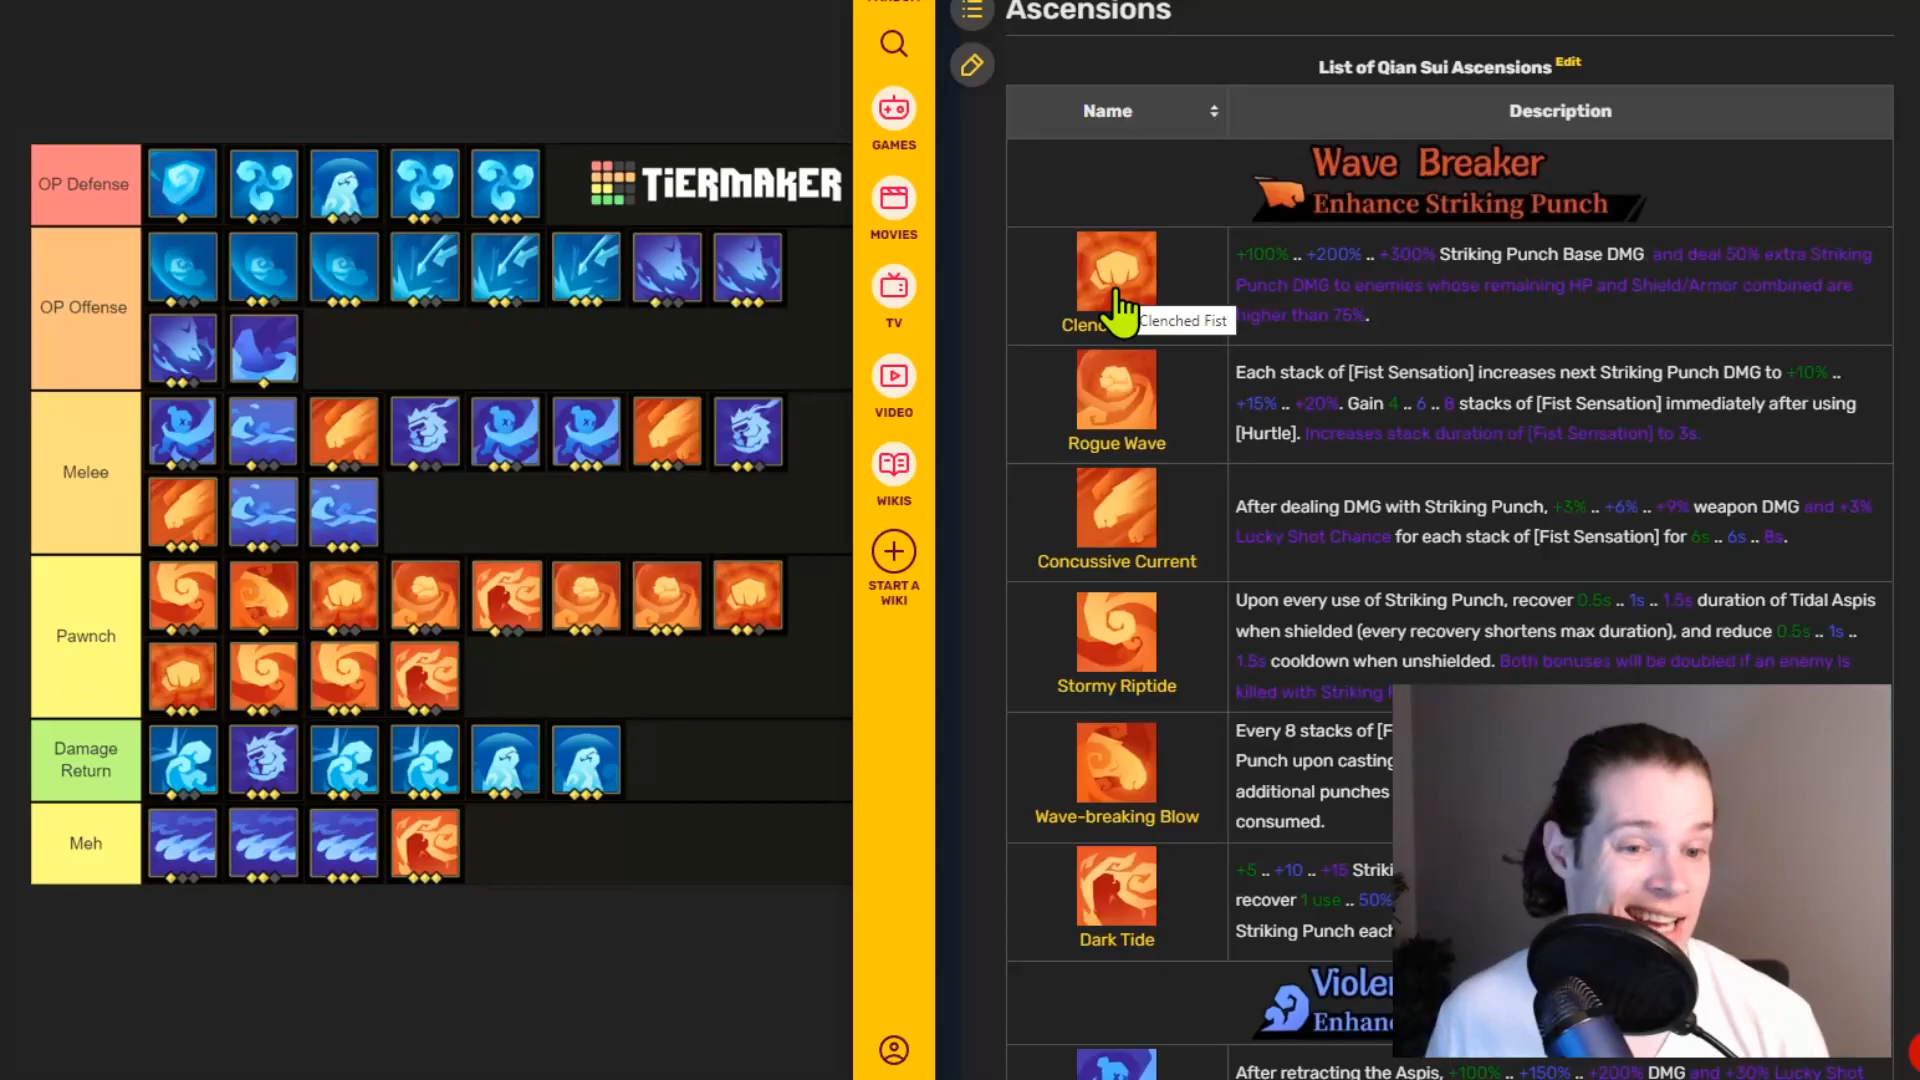 OP Defense
OP Offense
Melee
Pawnch
Damage
Return
Meh
TiERMAKER
GAMES
MOVIES
TV
VIDEO
WIKIS
START A
WIKI
Ascensions
List of Qian Sui Ascensions Edit
Name
Description
Wave Breaker
Enhance Striking Punch
Clenched Fist
+100% .. +200% .. +300% Striking Punch Base DMG and deal 50% extra Striking
Punch DMG to enemies whose remaining HP and Shield/Armor combined are
higher than 75%.
Rogue Wave
Each stack of [Fist Sensation] increases next Striking Punch DMG to +10% ..
+15% .. +20%. Gain 4 .. 6 .. 8 stacks of [Fist Sensation] immediately after using
[Hurtle]. Increases stack duration of [Fist Sensation] to 3s.
Concussive Current
After dealing DMG with Striking Punch, +3% .. +6% .. +9% weapon DMG and +3%
Lucky Shot Chance for each stack of [Fist Sensation] for 6s .. 6s .. 8s.
Stormy Riptide
Upon every use of Striking Punch, recover 0.5s .. 1s .. 1.5s duration of Tidal Aspis
when shielded (every recovery shortens max duration), and reduce 0.5s .. 1s ..
1.5s cooldown when unshielded. Both bonuses will be doubled if an enemy is
killed with Striking
Wave-breaking Blow
Every 8 stacks of [F
Punch upon casting
additional punches
consumed.
Dark Tide
+5 .. +10 .. +15 Striki
recover 1 use .. 50%
Striking Punch each
Violen
Enhanc
After retracting the Aspis, +100% .. +150% .. +200% DMG and +30% Lucky Shot